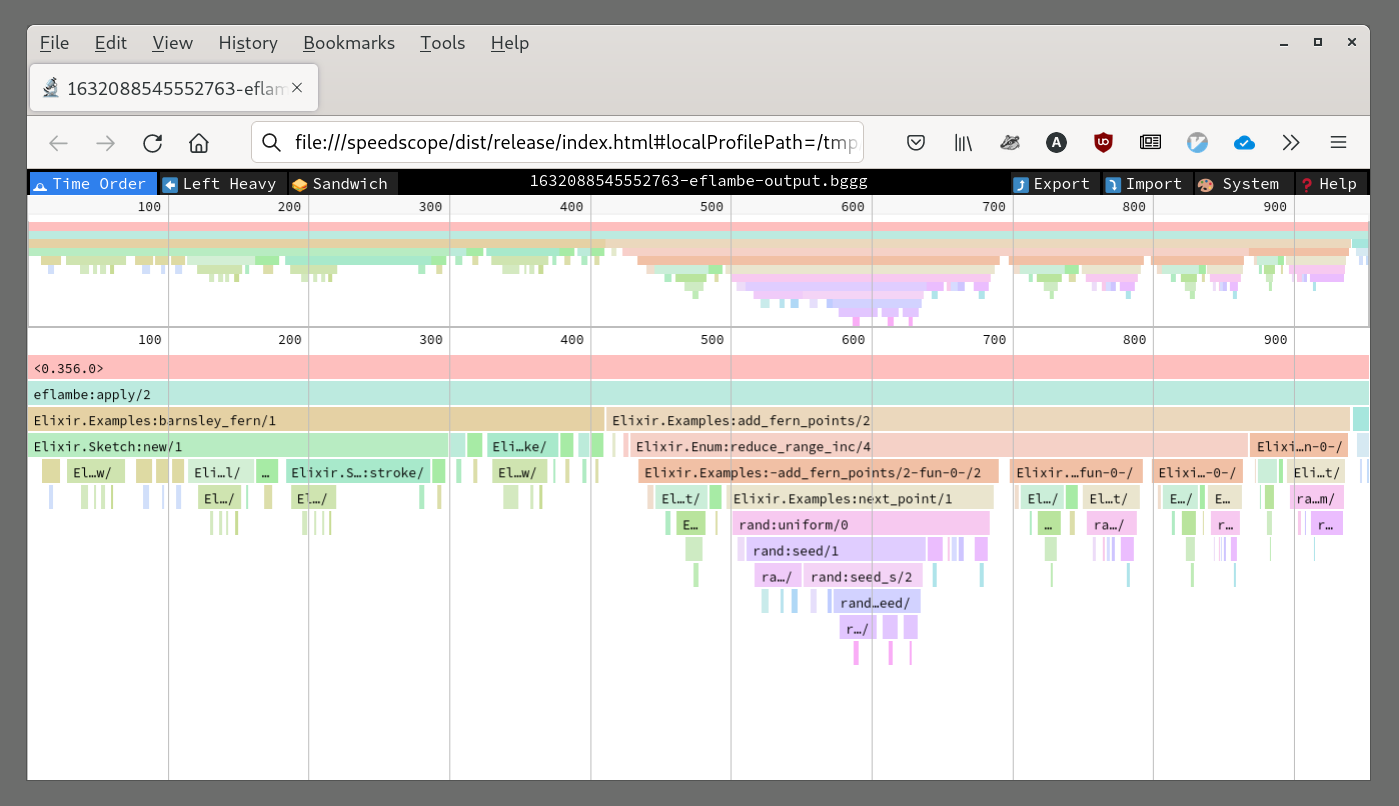 File Edit View History Bookmarks Tools Help
1632088545552763-eflam
file:///speedscope/dist/release/index.html#localProfilePath=/tmp
Time Order Left Heavy Sandwich 1632088545552763-eflambe-output.bggg Export Import System Help
100 200 300 400 500 600 700 800 900
100 200 300 400 500 600 700 800 900
<0.356.0>
eflambe:apply/2
Elixir.Examples:barnsley_fern/1 Elixir.Examples:add_fern_points/2
Elixir.Sketch:new/1 Eli…ke/ Elixir.Enum:reduce_range_inc/4 Elixi…n-0-/
El…w/ Eli…l/ … Elixir.S…:stroke/ El…w/ Elixir.Examples:-add_fern_points/2-fun-0-/2 Elixir.…fun-0-/ Elixi…-0-/ Eli…t/
El…/ El…/ El…t/ Elixir.Examples:next_point/1 El…/ El…t/ E…/ E… ra…m/
E… rand:uniform/0 … ra…/ r… r…
rand:seed/1
ra…/ rand:seed_s/2
rand…eed/
r…/